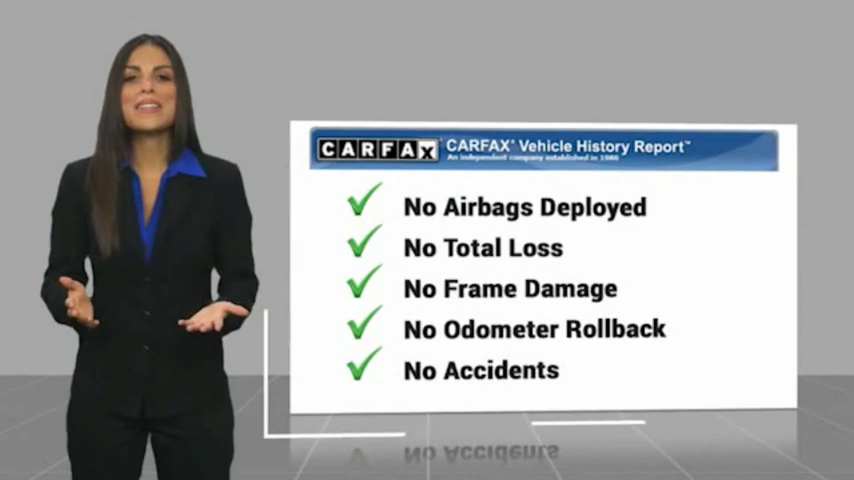 CARFAX CARFAX® Vehicle History Report™
An independent company established in 1986
No Airbags Deployed
No Total Loss
No Frame Damage
No Odometer Rollback
No Accidents
No Accidents